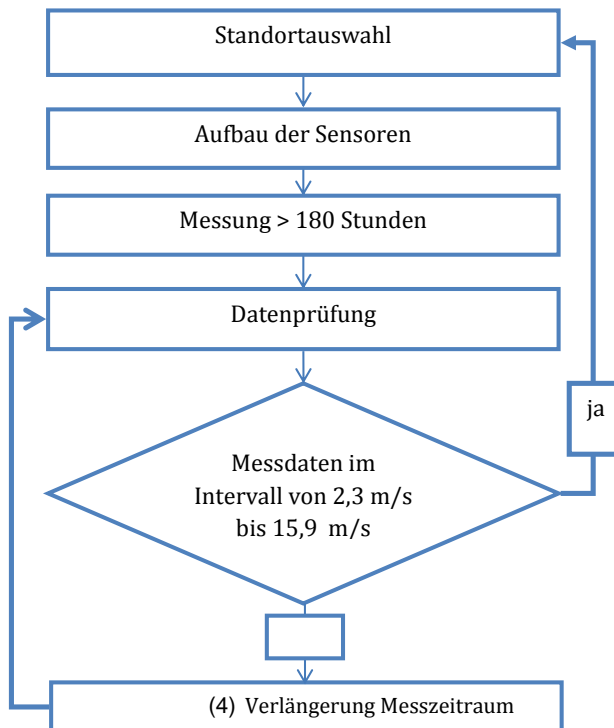 Standortauswahl
Aufbau der Sensoren
Messung > 180 Stunden
Datenprüfung
Messdaten im
Intervall von 2,3 m/s
bis 15,9 m/s
ja
(4) Verlängerung Messzeitraum